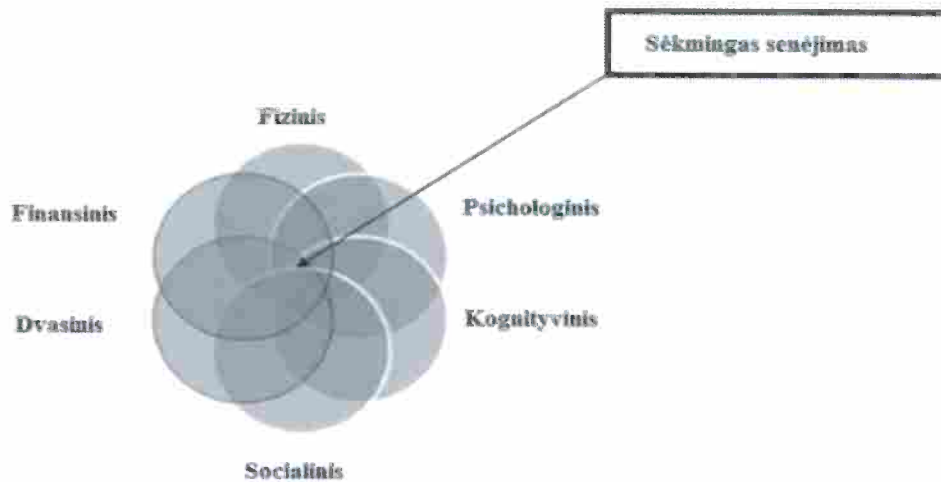 Sėkmingas senėjimas
Fizinis
Finansinis
Psichologinis
Dvasinis
Kognityvinis
Socialinis